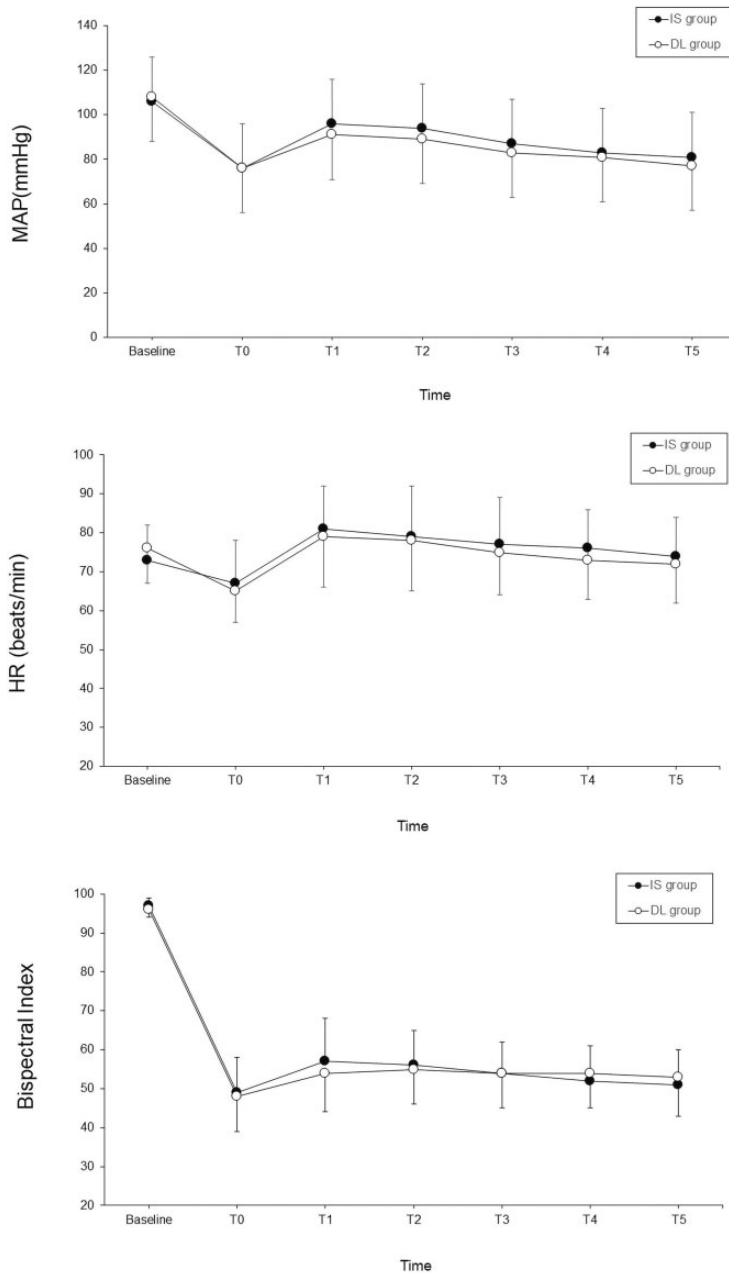 IS group
DL group
140
120
100
80
60
40
20
0
MAP(mmHg)
Baseline T0 T1 T2 T3 T4 T5
Time
IS group
DL group
100
90
80
70
60
50
40
30
20
HR (beats/min)
Baseline T0 T1 T2 T3 T4 T5
Time
IS group
DL group
100
90
80
70
60
50
40
30
20
Bispectral Index
Baseline T0 T1 T2 T3 T4 T5
Time